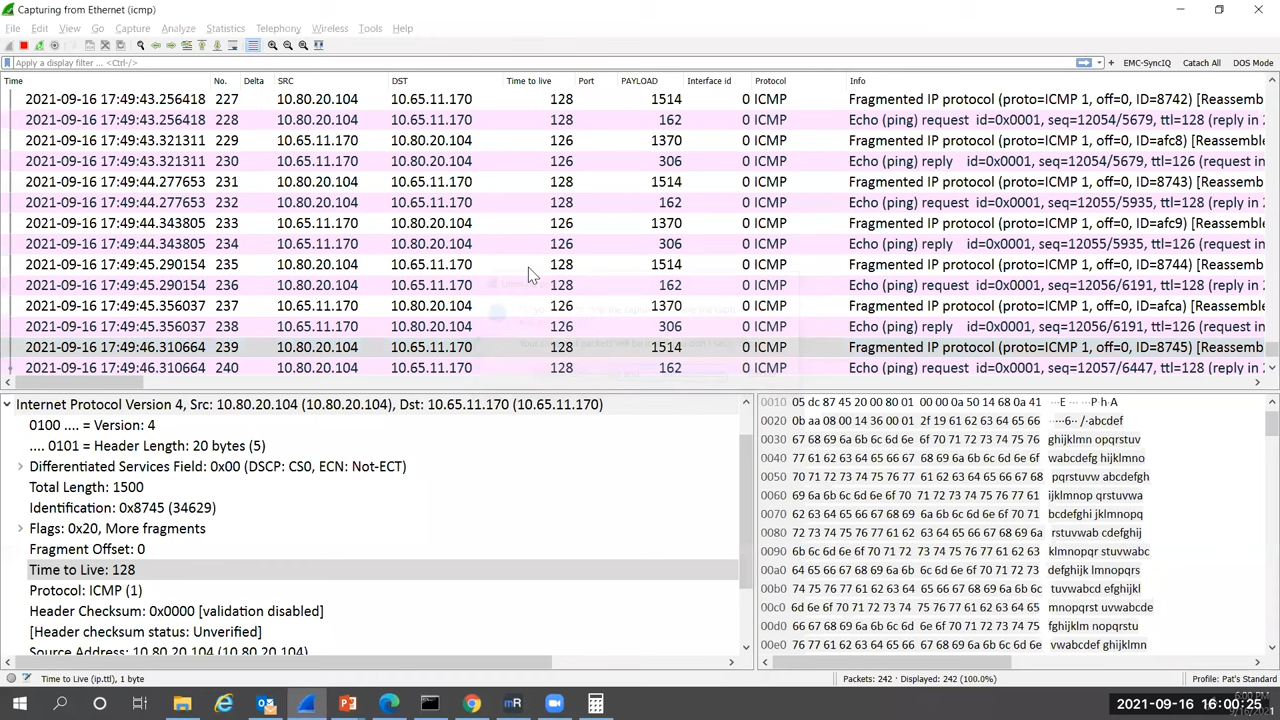 Capturing from Ethernet (icmp)
File Edit View Go Capture Analyze Statistics Telephony Wireless Tools Help
Apply a display filter ... <Ctrl-/> + EMC-SyncIQ Catch All DOS Mode
Time No. Delta SRC DST Time to live Port PAYLOAD Interface id Protocol Info
2021-09-16 17:49:43.256418 227 10.80.20.104 10.65.11.170 128 1514 0 ICMP Fragmented IP protocol (proto=ICMP 1, off=0, ID=8742) [Reassemb
2021-09-16 17:49:43.256418 228 10.80.20.104 10.65.11.170 128 162 0 ICMP Echo (ping) request id=0x0001, seq=12054/5679, ttl=128 (reply in 2
2021-09-16 17:49:43.321311 229 10.65.11.170 10.80.20.104 126 1370 0 ICMP Fragmented IP protocol (proto=ICMP 1, off=0, ID=afc8) [Reassemb
2021-09-16 17:49:43.321311 230 10.65.11.170 10.80.20.104 126 306 0 ICMP Echo (ping) reply id=0x0001, seq=12054/5679, ttl=126 (request in
2021-09-16 17:49:44.277653 231 10.80.20.104 10.65.11.170 128 1514 0 ICMP Fragmented IP protocol (proto=ICMP 1, off=0, ID=8743) [Reassemb
2021-09-16 17:49:44.277653 232 10.80.20.104 10.65.11.170 128 162 0 ICMP Echo (ping) request id=0x0001, seq=12055/5935, ttl=128 (reply in 2
2021-09-16 17:49:44.343805 233 10.65.11.170 10.80.20.104 126 1370 0 ICMP Fragmented IP protocol (proto=ICMP 1, off=0, ID=afc9) [Reassemb
2021-09-16 17:49:44.343805 234 10.65.11.170 10.80.20.104 126 306 0 ICMP Echo (ping) reply id=0x0001, seq=12055/5935, ttl=126 (request in
2021-09-16 17:49:45.290154 235 10.80.20.104 10.65.11.170 128 1514 0 ICMP Fragmented IP protocol (proto=ICMP 1, off=0, ID=8744) [Reassemb
2021-09-16 17:49:45.290154 236 10.80.20.104 10.65.11.170 128 162 0 ICMP Echo (ping) request id=0x0001, seq=12056/6191, ttl=128 (reply in 2
2021-09-16 17:49:45.356037 237 10.65.11.170 10.80.20.104 126 1370 0 ICMP Fragmented IP protocol (proto=ICMP 1, off=0, ID=afca) [Reassemb
2021-09-16 17:49:45.356037 238 10.65.11.170 10.80.20.104 126 306 0 ICMP Echo (ping) reply id=0x0001, seq=12056/6191, ttl=126 (request in
2021-09-16 17:49:46.310664 239 10.80.20.104 10.65.11.170 128 1514 0 ICMP Fragmented IP protocol (proto=ICMP 1, off=0, ID=8745) [Reassemb
2021-09-16 17:49:46.310664 240 10.80.20.104 10.65.11.170 128 162 0 ICMP Echo (ping) request id=0x0001, seq=12057/6447, ttl=128 (reply in 2
Internet Protocol Version 4, Src: 10.80.20.104 (10.80.20.104), Dst: 10.65.11.170 (10.65.11.170)
0100 .... = Version: 4
.... 0101 = Header Length: 20 bytes (5)
Differentiated Services Field: 0x00 (DSCP: CS0, ECN: Not-ECT)
Total Length: 1500
Identification: 0x8745 (34629)
Flags: 0x20, More fragments
Fragment Offset: 0
Time to Live: 128
Protocol: ICMP (1)
Header Checksum: 0x0000 [validation disabled]
[Header checksum status: Unverified]
Source Address: 10.80.20.104 (10.80.20.104)
0010 05 dc 87 45 20 00 80 01 00 00 0a 50 14 68 0a 41 ···E ··· ···P·h·A
0020 0b aa 08 00 14 36 00 01 2f 19 61 62 63 64 65 66 ·····6·· /·abcdef
0030 67 68 69 6a 6b 6c 6d 6e 6f 70 71 72 73 74 75 76 ghijklmn opqrstuv
0040 77 61 62 63 64 65 66 67 68 69 6a 6b 6c 6d 6e 6f wabcdefg hijklmno
0050 70 71 72 73 74 75 76 77 61 62 63 64 65 66 67 68 pqrstuvw abcdefgh
0060 69 6a 6b 6c 6d 6e 6f 70 71 72 73 74 75 76 77 61 ijklmnop qrstuvwa
0070 62 63 64 65 66 67 68 69 6a 6b 6c 6d 6e 6f 70 71 bcdefghi jklmnopq
0080 72 73 74 75 76 77 61 62 63 64 65 66 67 68 69 6a rstuvwab cdefghij
0090 6b 6c 6d 6e 6f 70 71 72 73 74 75 76 77 61 62 63 klmnopqr stuvwabc
00a0 64 65 66 67 68 69 6a 6b 6c 6d 6e 6f 70 71 72 73 defghijk lmnopqrs
00b0 74 75 76 77 61 62 63 64 65 66 67 68 69 6a 6b 6c tuvwabcd efghijkl
00c0 6d 6e 6f 70 71 72 73 74 75 76 77 61 62 63 64 65 mnopqrst uvwabcde
00d0 66 67 68 69 6a 6b 6c 6d 6e 6f 70 71 72 73 74 75 fghijklm nopqrstu
00e0 76 77 61 62 63 64 65 66 67 68 69 6a 6b 6c 6d 6e vwabcdef ghijklmn
Time to Live (ip.ttl), 1 byte Packets: 242 · Displayed: 242 (100.0%) Profile: Pat's Standard
mR 2021-09-16 16:00:25